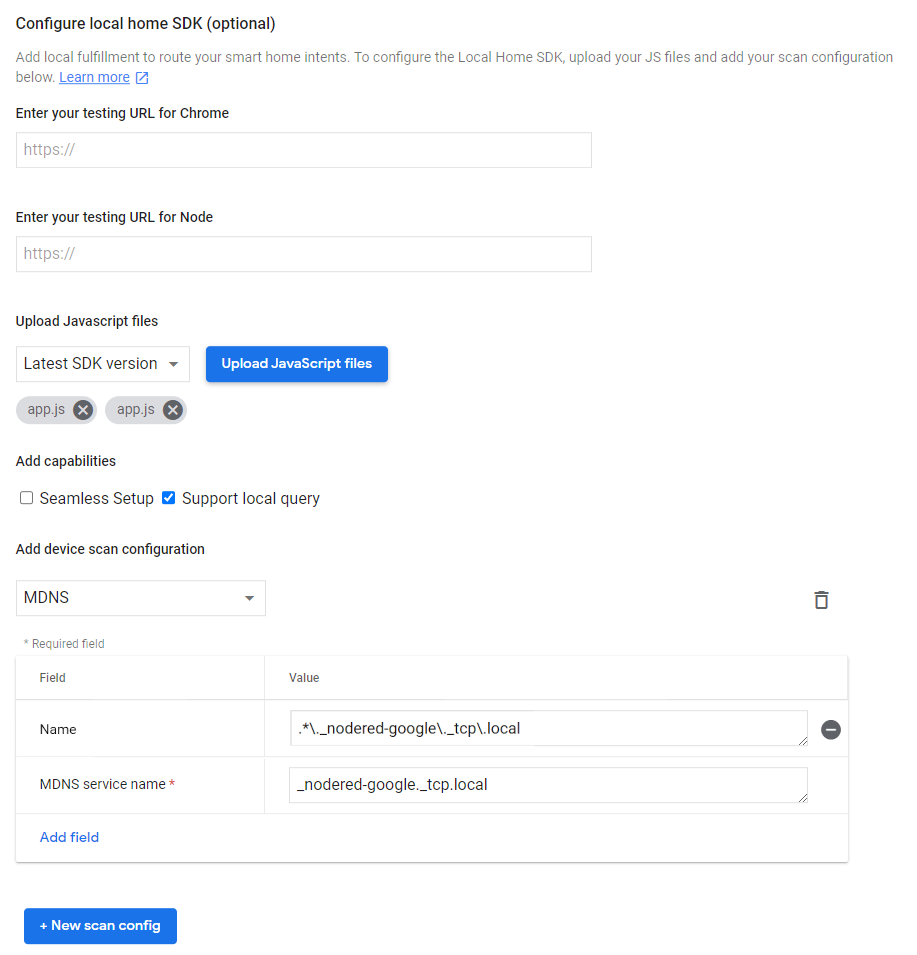 Configure local home SDK (optional)
Add local fulfillment to route your smart home intents. To configure the Local Home SDK, upload your JS files and add your scan configuration
below. Learn more
Enter your testing URL for Chrome
https://
Enter your testing URL for Node
https://
Upload Javascript files
Latest SDK version
Upload JavaScript files
app.js app.js
Add capabilities
Seamless Setup Support local query
Add device scan configuration
MDNS
* Required field
Field Value
Name .*\._nodered-google\._tcp\.local
MDNS service name * _nodered-google._tcp.local
Add field
+ New scan config